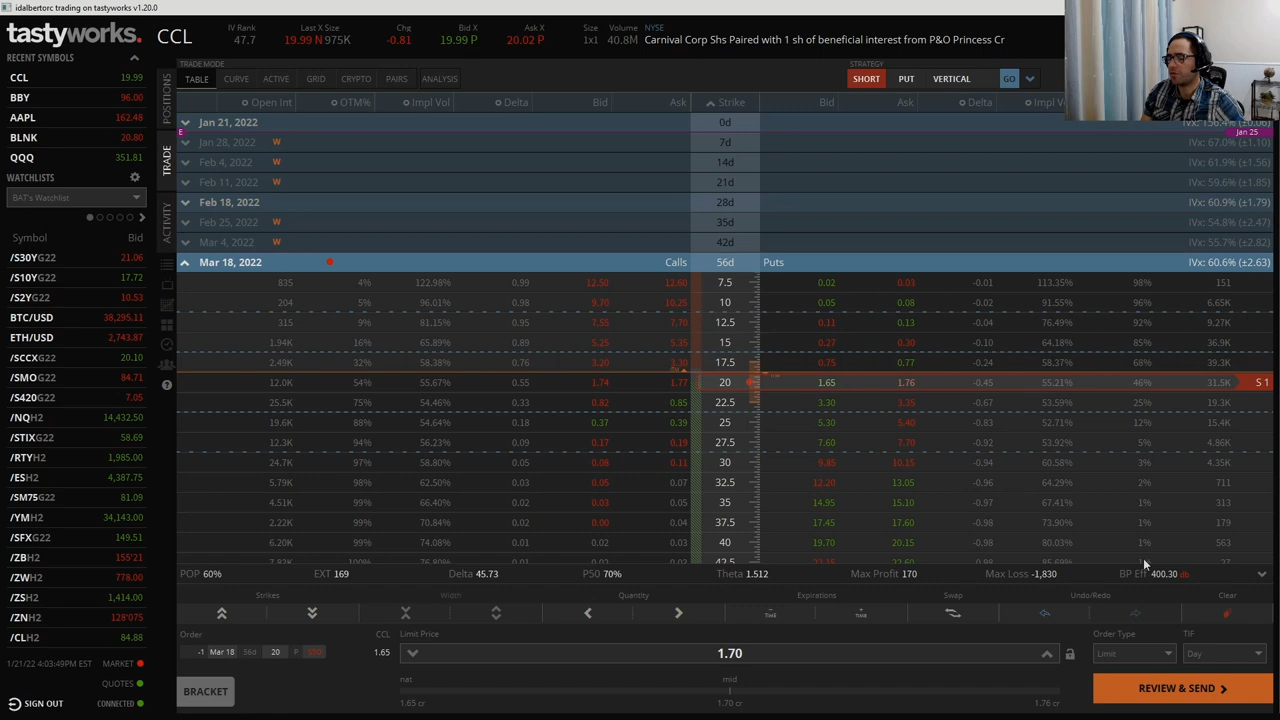 idalbertorc trading on tastyworks v1.20.0
tastyworks.
CCL
IV Rank 47.7
Last X Size 19.99 N 975K
Chg -0.81
Bid X 19.99 P
Ask X 20.02 P
Size 1x1
Volume 40.8M
NYSE
Carnival Corp Shs Paired with 1 sh of beneficial interest from P&O Princess Cr
RECENT SYMBOLS
CCL 19.99
BBY 96.00
AAPL 162.48
BLNK 20.80
QQQ 351.81
WATCHLISTS
BAT's Watchlist
Symbol Bid
/S30Y G22 21.06
/S10Y G22 17.72
/S2Y G22 10.53
BTC/USD 38,295.11
ETH/USD 2,743.87
/SCCXG22 20.10
/SMO G22 84.71
/S420 G22 7.05
/NQH2 14,432.50
/STIXG22 58.69
/RTYH2 1,985.00
/ESH2 4,387.75
/SM75G22 81.09
/YMH2 34,143.00
/SFXG22 149.51
/ZBH2 155'21
/ZWH2 778.00
/ZSH2 1,414.00
/ZNH2 128'075
/CLH2 84.88
1/21/22 4:03:49PM EST MARKET
QUOTES
SIGN OUT CONNECTED
POSITIONS
TRADE
ACTIVITY
TRADE MODE
TABLE CURVE ACTIVE GRID CRYPTO PAIRS ANALYSIS
STRATEGY
SHORT PUT VERTICAL GO
Open Int OTM% Impl Vol Delta Bid Ask Strike Bid Ask Delta Impl Vol
Jan 21, 2022 0d
E Jan 25
Jan 28, 2022 W 7d IVx: 67.0% (±1.10)
Feb 4, 2022 W 14d IVx: 61.9% (±1.56)
Feb 11, 2022 W 21d IVx: 59.6% (±1.85)
Feb 18, 2022 28d IVx: 60.9% (±1.79)
Feb 25, 2022 W 35d IVx: 54.8% (±2.47)
Mar 4, 2022 W 42d IVx: 55.7% (±2.82)
Mar 18, 2022 Calls 56d Puts IVx: 60.6% (±2.63)
835 4% 122.98% 0.99 12.50 12.60 7.5 0.02 0.03 -0.01 113.35% 98% 151
204 5% 96.01% 0.98 9.70 10.25 10 0.05 0.08 -0.02 91.55% 96% 6.65K
315 9% 81.15% 0.95 7.55 7.70 12.5 0.11 0.13 -0.04 76.49% 92% 9.27K
1.94K 16% 65.89% 0.89 5.25 5.35 15 0.27 0.30 -0.10 64.18% 85% 36.9K
2.49K 32% 58.38% 0.76 3.20 3.30 17.5 0.75 0.77 -0.24 58.37% 68% 39.3K
12.0K 54% 55.67% 0.55 1.74 1.77 20 1.65 1.76 -0.45 55.21% 46% 31.5K S 1
25.5K 74% 54.53% 0.33 0.82 0.85 22.5 3.30 3.35 -0.67 53.92% 25% 19.3K
19.6K 88% 54.64% 0.18 0.37 0.39 25 5.30 5.40 -0.83 52.71% 12% 15.4K
12.3K 94% 56.23% 0.09 0.17 0.19 27.5 7.60 7.70 -0.92 53.92% 5% 4.86K
24.7K 97% 58.80% 0.05 0.08 0.11 30 9.85 10.15 -0.94 60.58% 3% 4.35K
5.79K 98% 62.50% 0.03 0.05 0.07 32.5 12.20 13.05 -0.96 64.29% 2% 711
4.51K 99% 66.40% 0.02 0.03 0.06 35 14.95 15.10 -0.97 67.41% 1% 313
2.22K 99% 70.84% 0.02 0.00 0.04 37.5 17.45 17.60 -0.98 73.90% 1% 179
6.20K 99% 75.14% 0.01 0.02 0.03 40 19.70 20.15 -0.98 80.03% 1% 563
42.5
POP 60% EXT 169 Delta 45.73 P50 70% Theta 1.512 Max Profit 170 Max Loss -1,830 BP Eff 400.30 db
Strikes Width Quantity Expirations Swap Undo/Redo Clear
TIME TIME
Order CCL Limit Price Order Type TIF
-1 Mar 18 56d 20 P STO 1.65 1.70 Limit Day
BRACKET
nat mid opp
1.65 cr 1.70 cr 1.76 cr
REVIEW & SEND